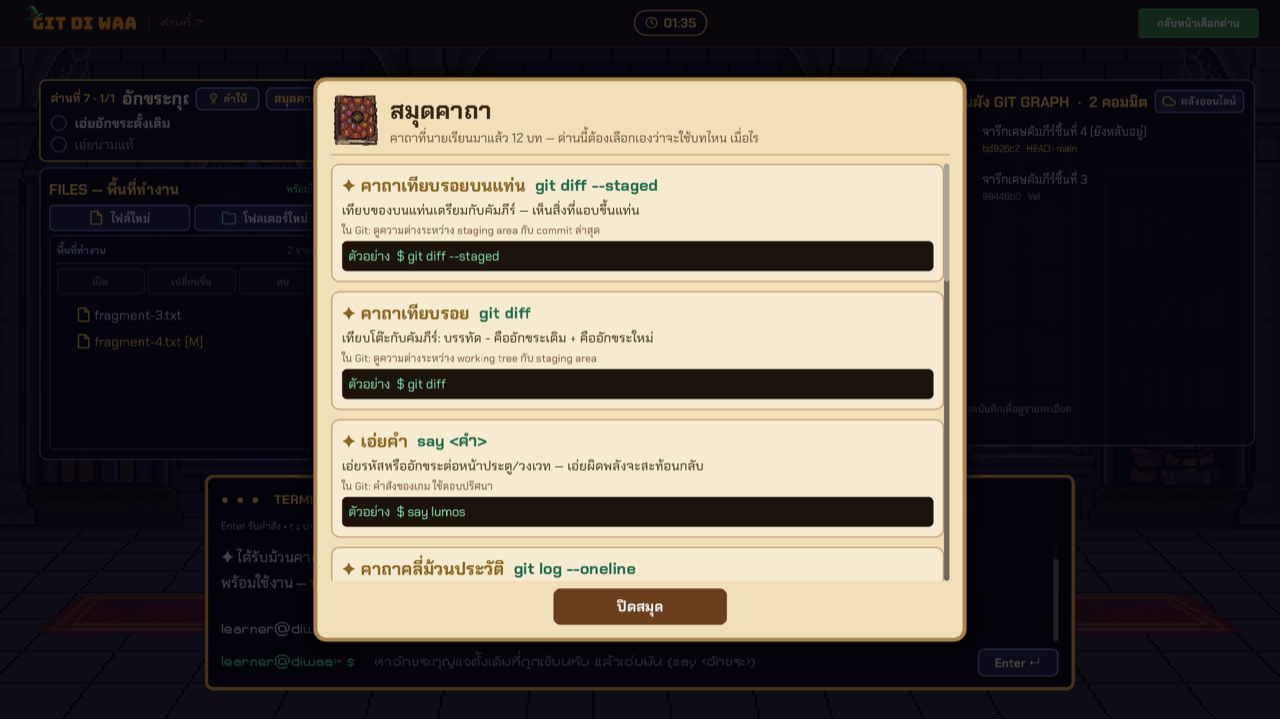 GIT DI WAA
ด่านที่ 7
01:35
กลับหน้าเลือกด่าน
ด่านที่ 7 · 1/1
คำใบ้
เอ่ยอักขระดั้งเดิม
เอ่ยนามแท้
FILES — พื้นที่ทำงาน
ไฟล์ใหม่
โฟลเดอร์ใหม่
พื้นที่ทำงาน
เปิด
เปลี่ยนชื่อ
ลบ
fragment-3.txt
fragment-4.txt [M]
GIT GRAPH · 2 คอมมิต
คลังออนไลน์
จารึกเศษคัมภีร์ชิ้นที่ 4 (ยังหลับอยู่)
bd926c2 HEAD · main
จารึกเศษคัมภีร์ชิ้นที่ 3
98446b0 Vel
สมุดคาถา
คาถาที่นายเรียนมาแล้ว 12 บท — ด่านนี้ต้องเลือกเองว่าจะใช้บทไหน เมื่อไร
✦ คาถาเทียบรอยบนแท่น git diff --staged
เทียบของบนแท่นเตรียมกับคัมภีร์ — เห็นสิ่งที่แอบขึ้นแท่น
ใน Git: ดูความต่างระหว่าง staging area กับ commit ล่าสุด
ตัวอย่าง $ git diff --staged
✦ คาถาเทียบรอย git diff
เทียบโต๊ะกับคัมภีร์: บรรทัด - คืออักขระเดิม + คืออักขระใหม่
ใน Git: ดูความต่างระหว่าง working tree กับ staging area
ตัวอย่าง $ git diff
✦ เอ่ยคำ say <คำ>
เอ่ยรหัสหรืออักขระต่อหน้าประตู/วงเวท — เอ่ยผิดพลังจะสะท้อนกลับ
ใน Git: คำสั่งของเกม ใช้ตอบปริศนา
ตัวอย่าง $ say lumos
✦ คาถาคลี่ม้วนประวัติ git log --oneline
ปิดสมุด
Enter รันคำสั่ง
✦ ได้รับม้วนคา
พร้อมใช้งาน —
learner@diw
learner@diwaa~ $ หาอักขระกุญแจดั้งเดิมที่ถูกเขียนทับ แล้วเอ่ยมัน (say <อักขระ>)
Enter ↵